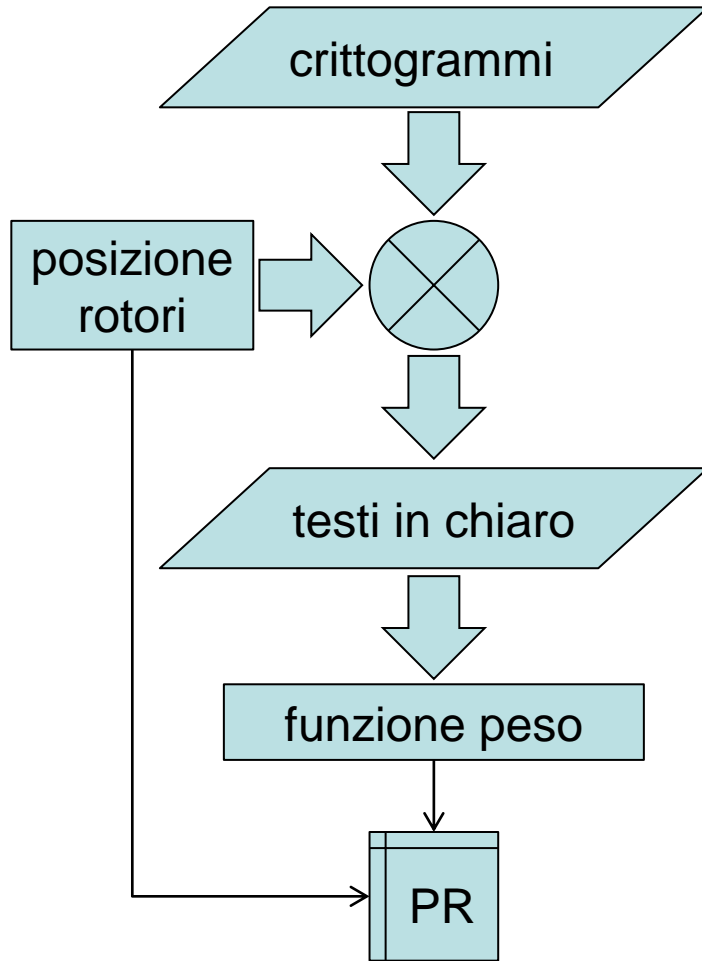 crittogrammi
posizione
rotori
testi in chiaro
funzione peso
PR